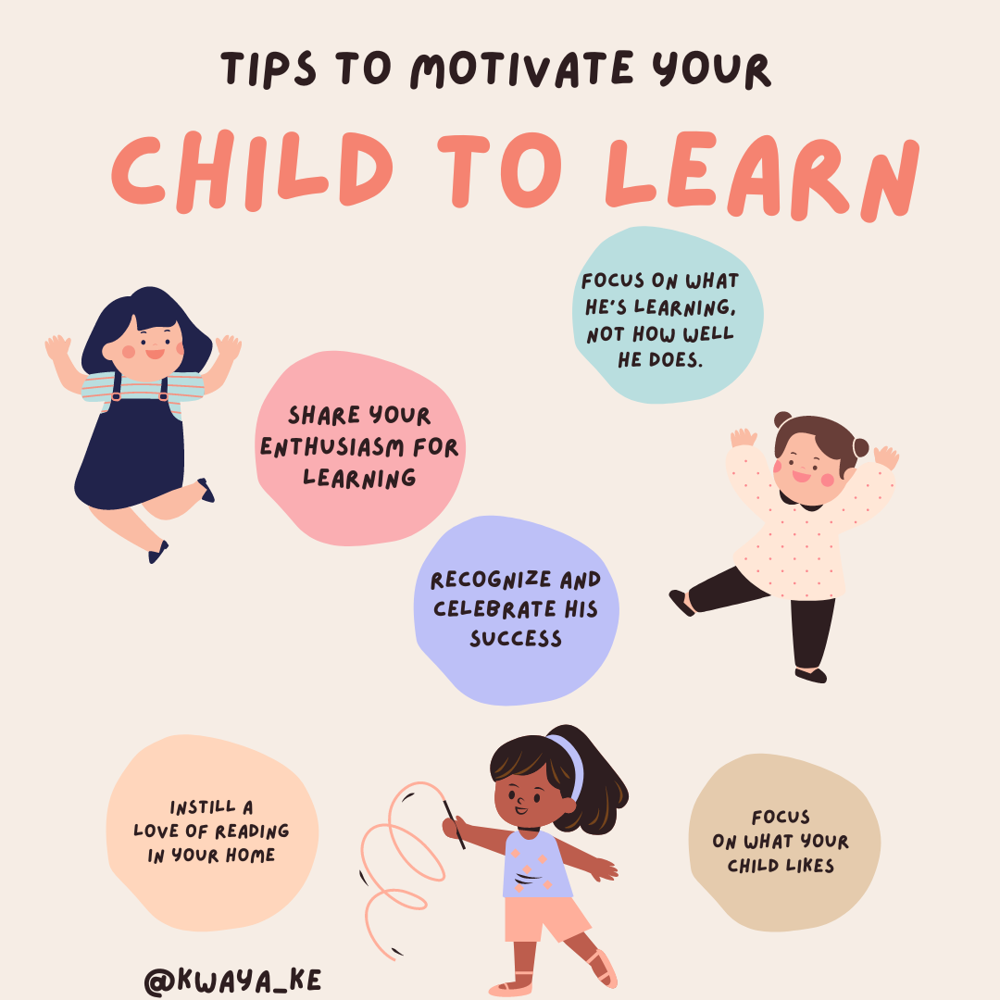 TIPS TO MOTIVATE YOUR
CHILD TO LEARN
FOCUS ON WHAT
HE'S LEARNING,
NOT HOW WELL
HE DOES.
SHARE YOUR
ENTHUSIASM FOR
LEARNING
RECOGNIZE AND
CELEBRATE HIS
SUCCESS
INSTILL A
LOVE OF READING
IN YOUR HOME
FOCUS
ON WHAT YOUR
CHILD LIKES
@KWAYA_KE